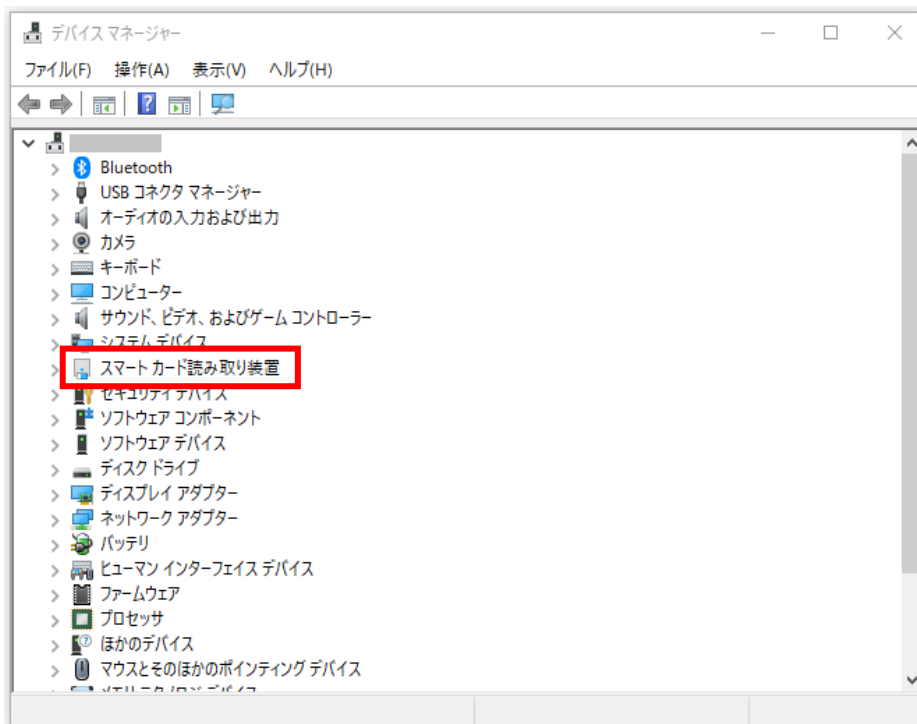 デバイス マネージャー
ファイル(F) 操作(A) 表示(V) ヘルプ(H)
Bluetooth
USB コネクタ マネージャー
オーディオの入力および出力
カメラ
キーボード
コンピューター
サウンド、ビデオ、およびゲーム コントローラー
システム デバイス
スマート カード読み取り装置
セキュリティ デバイス
ソフトウェア コンポーネント
ソフトウェア デバイス
ディスク ドライブ
ディスプレイ アダプター
ネットワーク アダプター
バッテリ
ヒューマン インターフェイス デバイス
ファームウェア
プロセッサ
ほかのデバイス
マウスとそのほかのポインティング デバイス